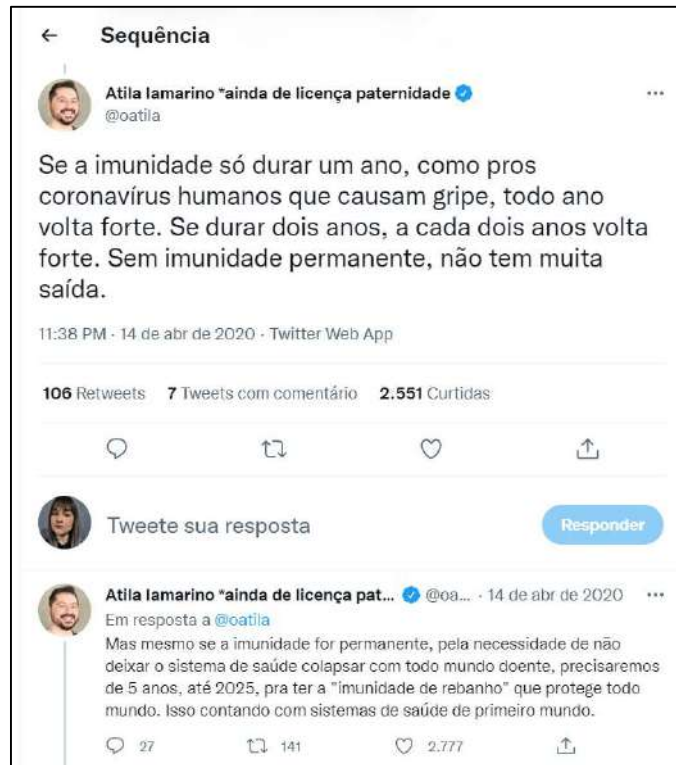 Sequência
Atila Iamarino *ainda de licença paternidade
@oatila
Se a imunidade só durar um ano, como pros
coronavírus humanos que causam gripe, todo ano
volta forte. Se durar dois anos, a cada dois anos volta
forte. Sem imunidade permanente, não tem muita
saída.
11:38 PM · 14 de abr de 2020 · Twitter Web App
106 Retweets 7 Tweets com comentário 2.551 Curtidas
Tweete sua resposta
Responder
Atila Iamarino *ainda de licença pat... @oa... · 14 de abr de 2020
Em resposta a @oatila
Mas mesmo se a imunidade for permanente, pela necessidade de não
deixar o sistema de saúde colapsar com todo mundo doente, precisaremos
de 5 anos, até 2025, pra ter a "imunidade de rebanho" que protege todo
mundo. Isso contando com sistemas de saúde de primeiro mundo.
27 141 2.777